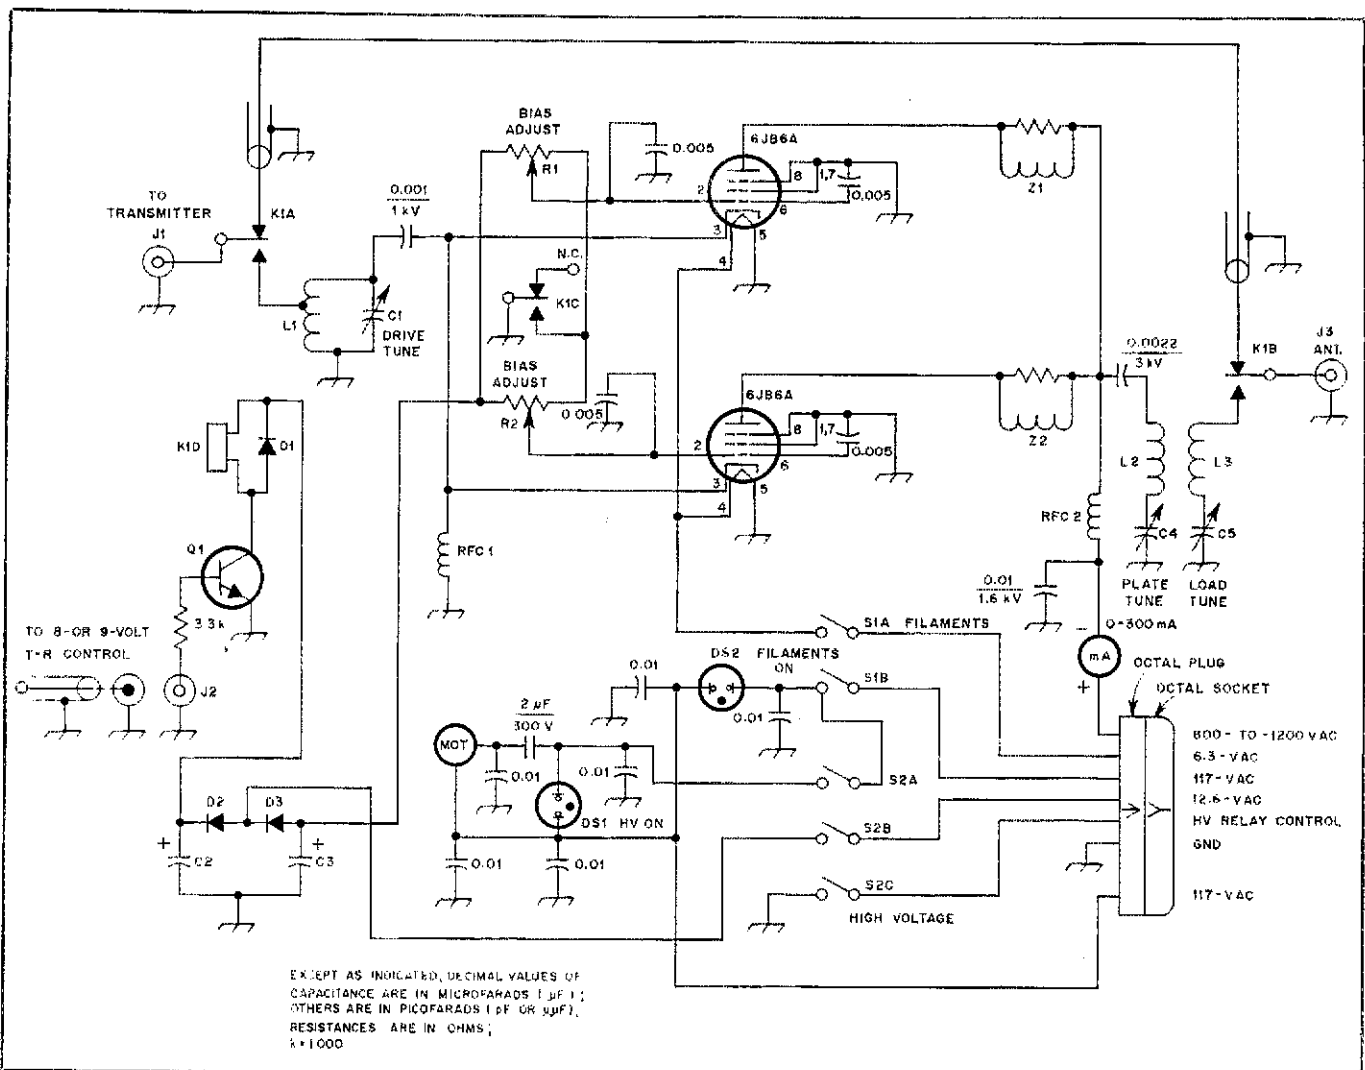 BIAS
ADJUST
R1
0.005
6JB6A
2
8
1,7
0.005
6
3
5
4
Z1
TO
TRANSMITTER
J1
K1A
0.001
1 kV
L1
C1
DRIVE
TUNE
N.C.
K1C
BIAS
ADJUST
R2
0.005
6JB6A
2
8
1,7
0.005
6
3
5
4
Z2
0.0022
3 kV
K1B
J3
ANT.
L2
L3
C4
C5
PLATE
TUNE
LOAD
TUNE
K1D
D1
Q1
3.3k
TO 8-OR 9-VOLT
T-R CONTROL
J2
RFC 1
RFC 2
0.01
1.6 kV
0-300 mA
-
mA
+
S1A FILAMENTS
DS2 FILAMENTS
ON
0.01
0.01
S1B
2 µF
300 V
MOT
0.01
0.01
S2A
DS1 HV ON
0.01
0.01
S2B
S2C
HIGH VOLTAGE
D2
D3
+
C2
+
C3
OCTAL PLUG
OCTAL SOCKET
800- TO -1200 VAC
6.3-VAC
117-VAC
12.6-VAC
HV RELAY CONTROL
GND
117-VAC
EXCEPT AS INDICATED, DECIMAL VALUES OF
CAPACITANCE ARE IN MICROFARADS ( µF );
OTHERS ARE IN PICOFARADS ( pF OR µµF);
RESISTANCES ARE IN OHMS;
k=1000